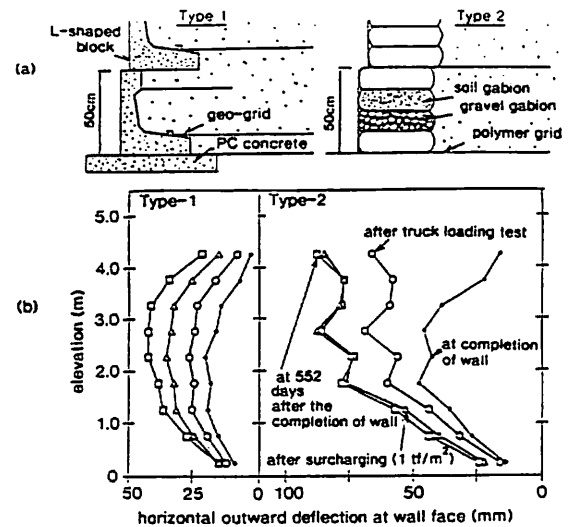 Type 1
Type 2
L-shaped
block
(a)
50cm
geo-grid
PC concrete
50cm
soil gabion
gravel gabion
polymer grid
(b)
Type-1
Type-2
5.0
4.0
3.0
2.0
1.0
0
elevation (m)
after truck loading test
at completion
of wall
at 552
days
after the
completion of wall
after surcharging (1 tf/m²)
50
25
0
100
75
50
25
0
horizontal outward deflection at wall face (mm)